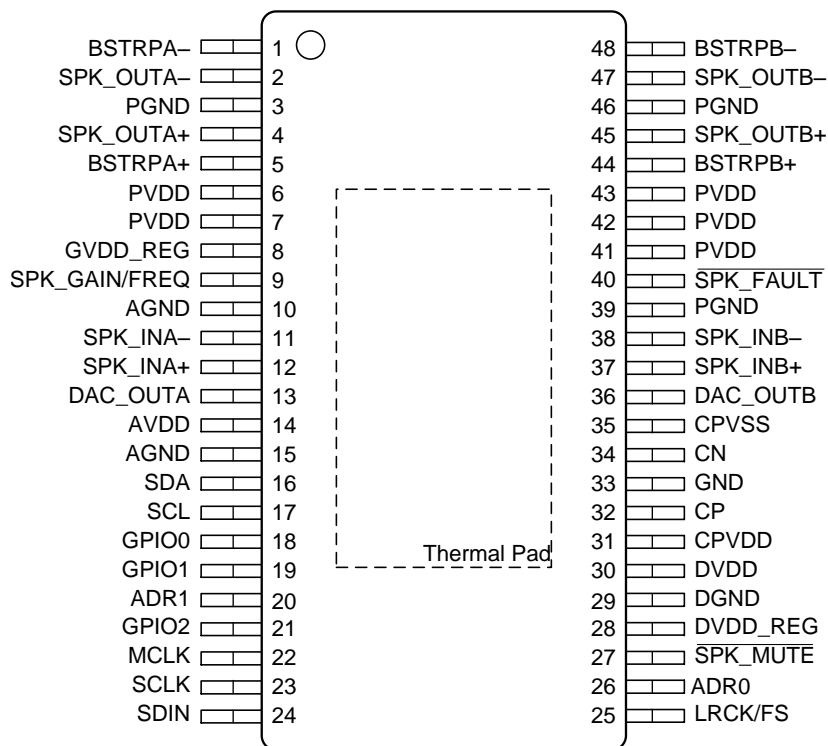 BSTRPA– 1 48 BSTRPB–
SPK_OUTA– 2 47 SPK_OUTB–
PGND 3 46 PGND
SPK_OUTA+ 4 45 SPK_OUTB+
BSTRPA+ 5 44 BSTRPB+
PVDD 6 43 PVDD
PVDD 7 42 PVDD
GVDD_REG 8 41 PVDD
SPK_GAIN/FREQ 9 40 SPK_FAULT
AGND 10 39 PGND
SPK_INA– 11 38 SPK_INB–
SPK_INA+ 12 37 SPK_INB+
DAC_OUTA 13 36 DAC_OUTB
AVDD 14 35 CPVSS
AGND 15 34 CN
SDA 16 33 GND
SCL 17 32 CP
GPIO0 18 31 CPVDD
Thermal Pad
GPIO1 19 30 DVDD
ADR1 20 29 DGND
GPIO2 21 28 DVDD_REG
MCLK 22 27 SPK_MUTE
SCLK 23 26 ADR0
SDIN 24 25 LRCK/FS